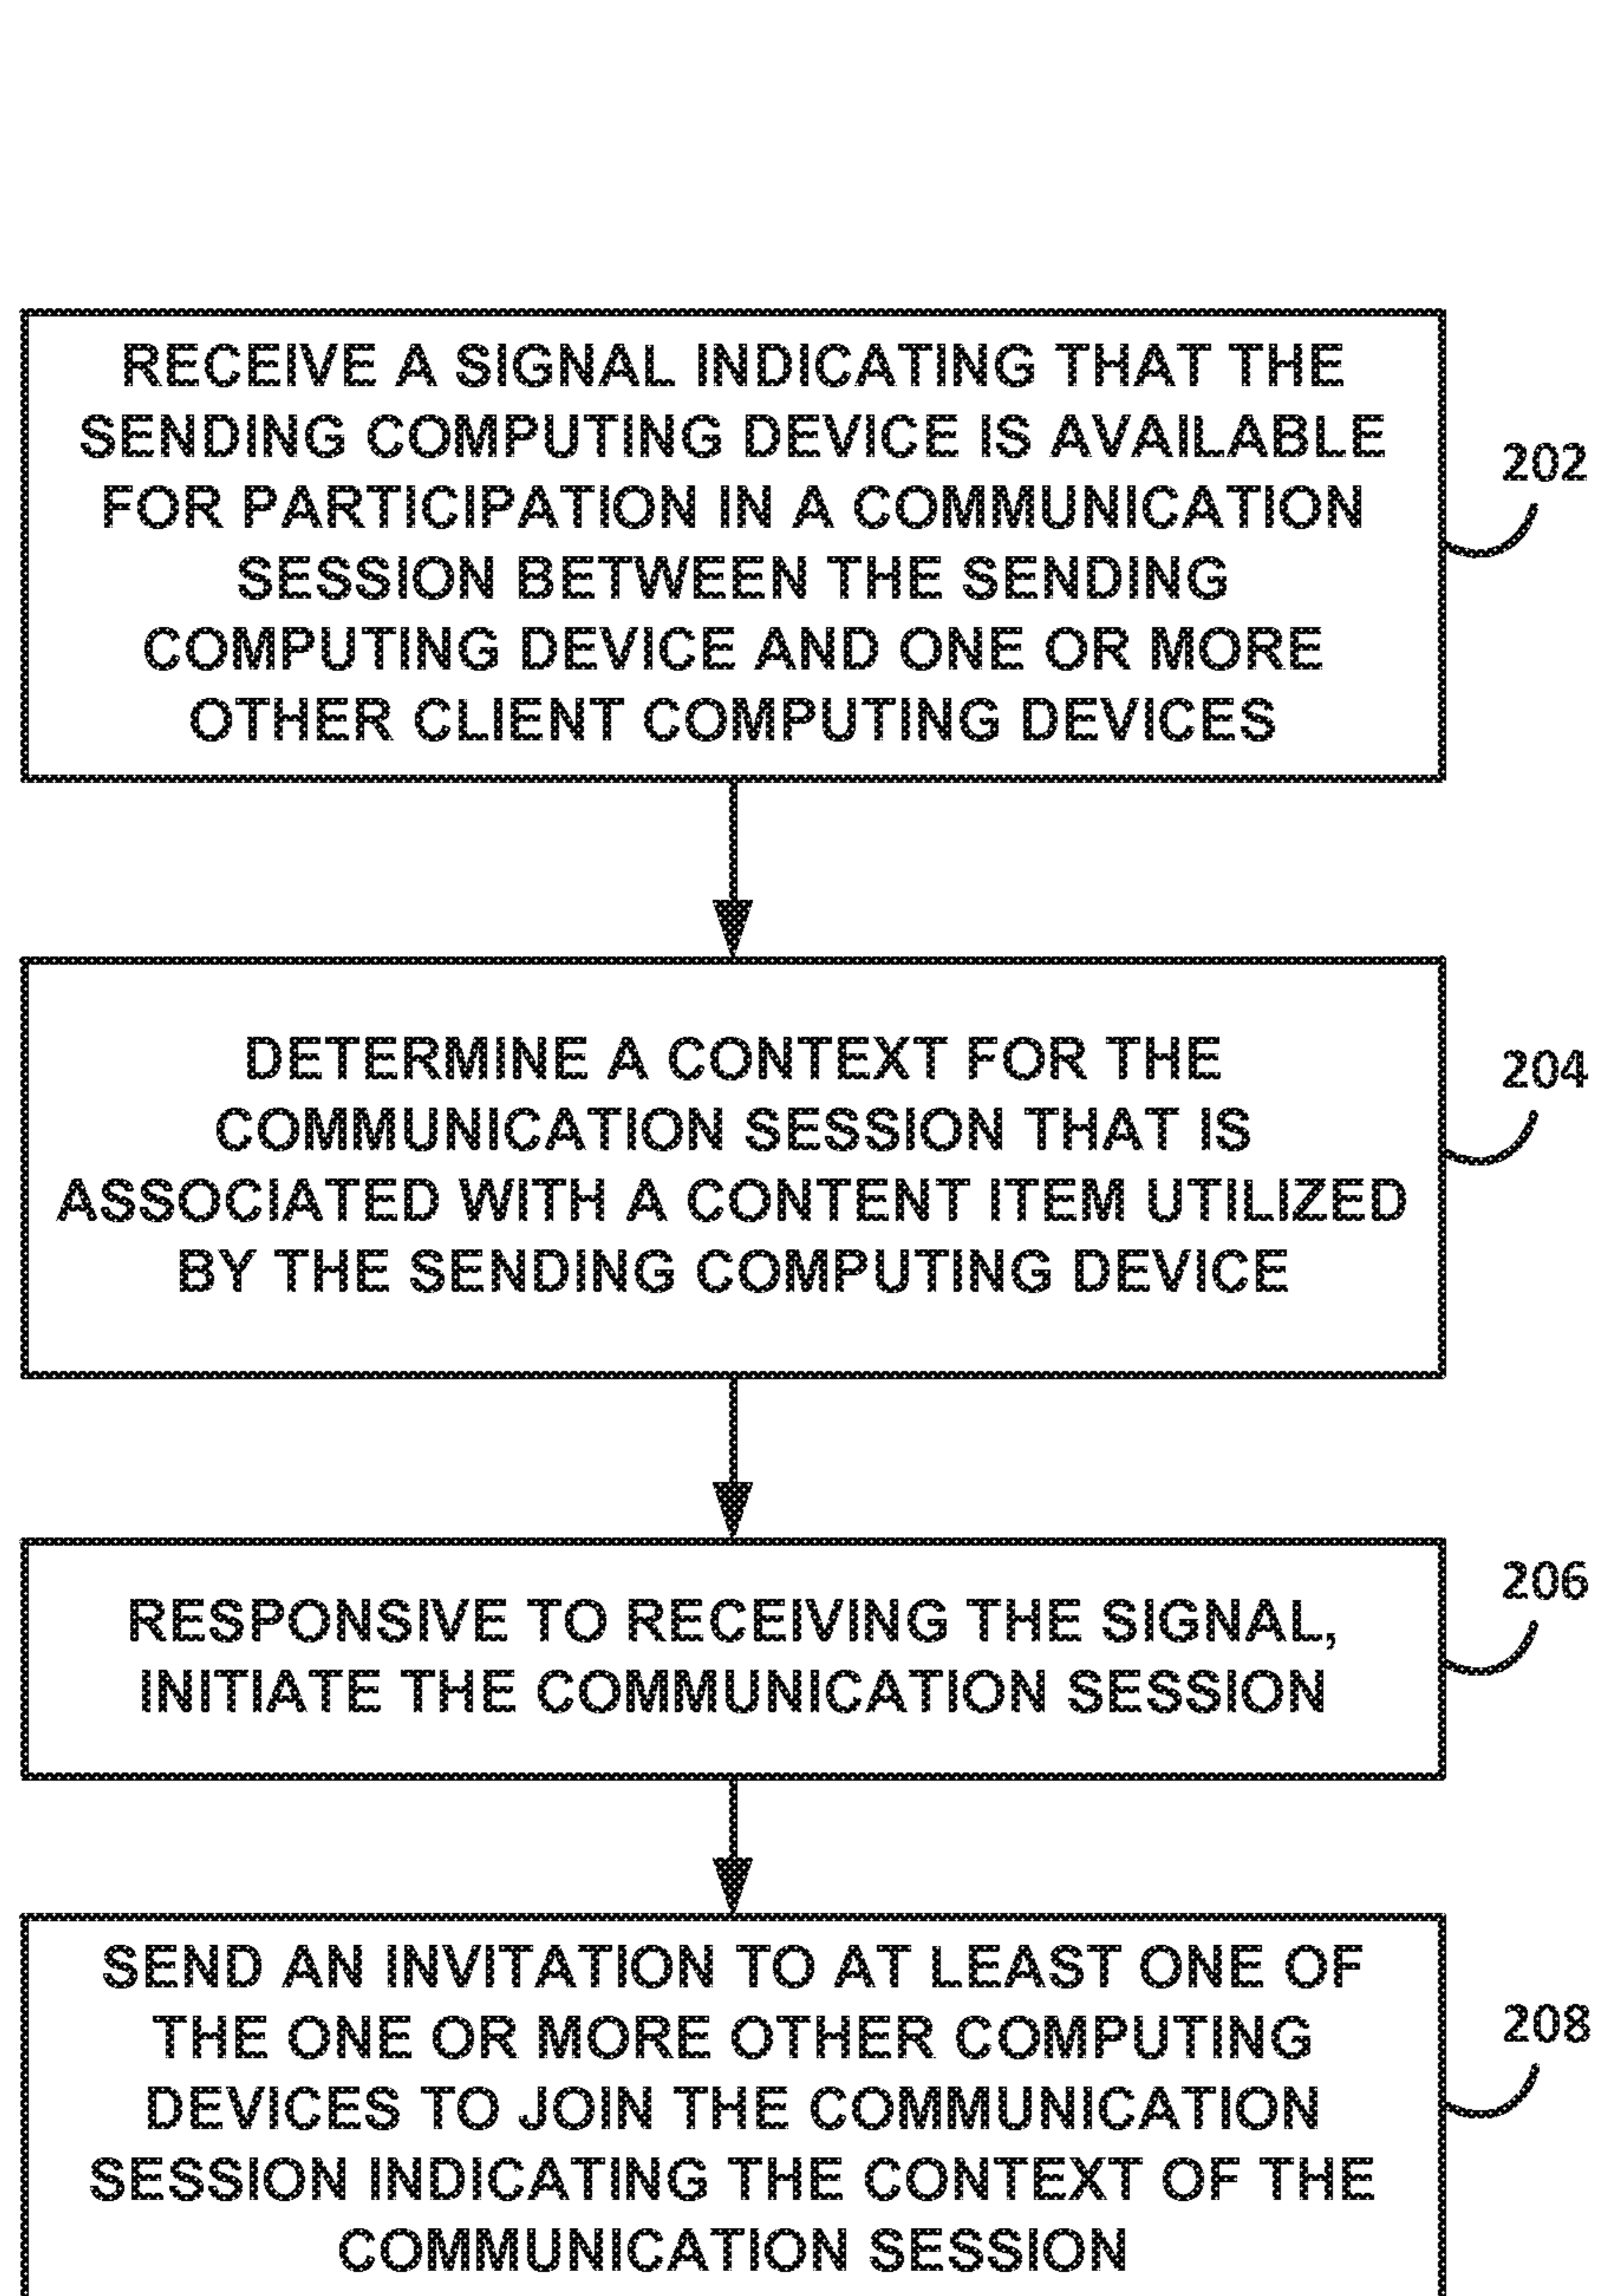 RECEIVE A SIGNAL INDICATING THAT THE
SENDING COMPUTING DEVICE IS AVAILABLE
FOR PARTICIPATION IN A COMMUNICATION
SESSION BETWEEN THE SENDING
COMPUTING DEVICE AND ONE OR MORE
OTHER CLIENT COMPUTING DEVICES
202
DETERMINE A CONTEXT FOR THE
COMMUNICATION SESSION THAT IS
ASSOCIATED WITH A CONTENT ITEM UTILIZED
BY THE SENDING COMPUTING DEVICE
204
RESPONSIVE TO RECEIVING THE SIGNAL,
INITIATE THE COMMUNICATION SESSION
206
SEND AN INVITATION TO AT LEAST ONE OF
THE ONE OR MORE OTHER COMPUTING
DEVICES TO JOIN THE COMMUNICATION
SESSION INDICATING THE CONTEXT OF THE
COMMUNICATION SESSION
208